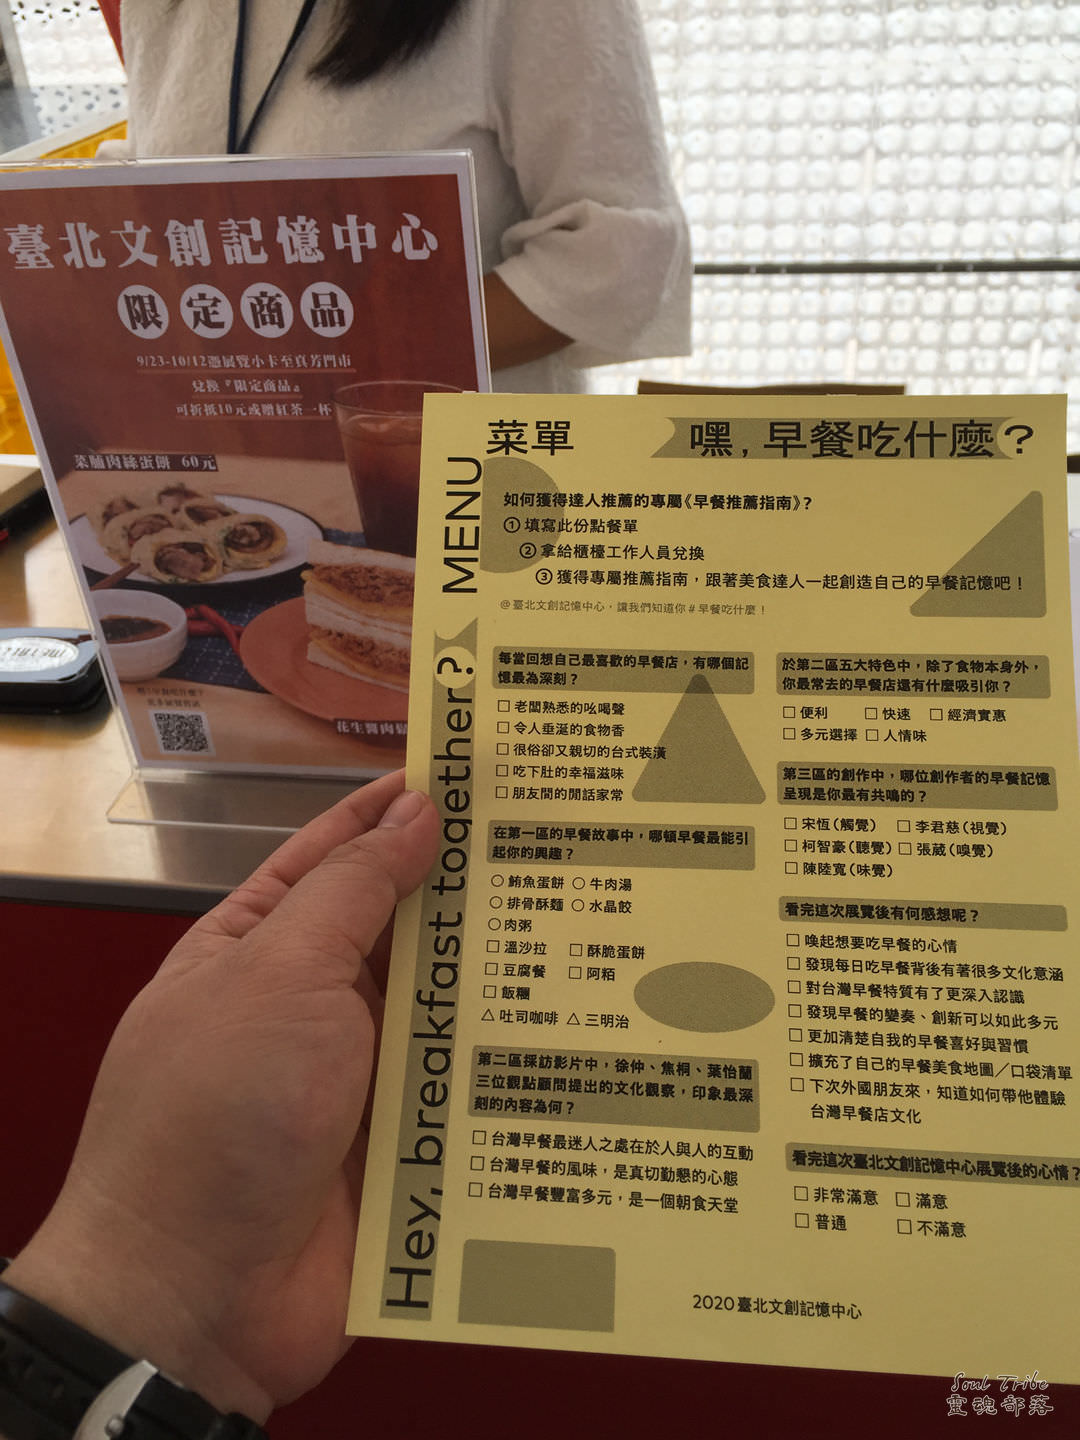 臺北文創記憶中心
限定商品
9/23-10/12憑展覽小卡至真芳門市
兌換『限定商品』
可折抵10元或贈紅茶一杯
菜脯肉絲蛋餅 60元
花生醬肉鬆
菜單
MENU
嘿,早餐吃什麼?
Hey, breakfast together?
如何獲得達人推薦的專屬《早餐推薦指南》?
① 填寫此份點餐單
② 拿給櫃檯工作人員兌換
③ 獲得專屬推薦指南,跟著美食達人一起創造自己的早餐記憶吧!
@臺北文創記憶中心,讓我們知道你#早餐吃什麼!
每當回想自己最喜歡的早餐店,有哪個記
憶最為深刻?
□ 老闆熟悉的吆喝聲
□ 令人垂涎的食物香
□ 很俗卻又親切的台式裝潢
□ 吃下肚的幸福滋味
□ 朋友間的閒話家常
在第一區的早餐故事中,哪頓早餐最能引
起你的興趣?
○ 鮪魚蛋餅 ○ 牛肉湯
○ 排骨酥麵 ○ 水晶餃
○ 肉粥
□ 溫沙拉 □ 酥脆蛋餅
□ 豆腐餐 □ 阿粨
□ 飯糰
△ 吐司咖啡 △ 三明治
第二區採訪影片中,徐仲、焦桐、葉怡蘭
三位觀點顧問提出的文化觀察,印象最深
刻的內容為何?
□ 台灣早餐最迷人之處在於人與人的互動
□ 台灣早餐的風味,是真切勤懇的心態
□ 台灣早餐豐富多元,是一個朝食天堂
於第二區五大特色中,除了食物本身外,
你最常去的早餐店還有什麼吸引你?
□ 便利 □ 快速 □ 經濟實惠
□ 多元選擇 □ 人情味
第三區的創作中,哪位創作者的早餐記憶
呈現是你最有共鳴的?
□ 宋恆(觸覺) □ 李君慈(視覺)
□ 柯智豪(聽覺) □ 張葳(嗅覺)
□ 陳陸寬(味覺)
看完這次展覽後有何感想呢?
□ 喚起想要吃早餐的心情
□ 發現每日吃早餐背後有著很多文化意涵
□ 對台灣早餐特質有了更深入認識
□ 發現早餐的變奏、創新可以如此多元
□ 更加清楚自我的早餐喜好與習慣
□ 擴充了自己的早餐美食地圖/口袋清單
□ 下次外國朋友來,知道如何帶他體驗
台灣早餐店文化
看完這次臺北文創記憶中心展覽後的心情?
□ 非常滿意 □ 滿意
□ 普通 □ 不滿意
2020臺北文創記憶中心
Soul Tribe
靈魂部落